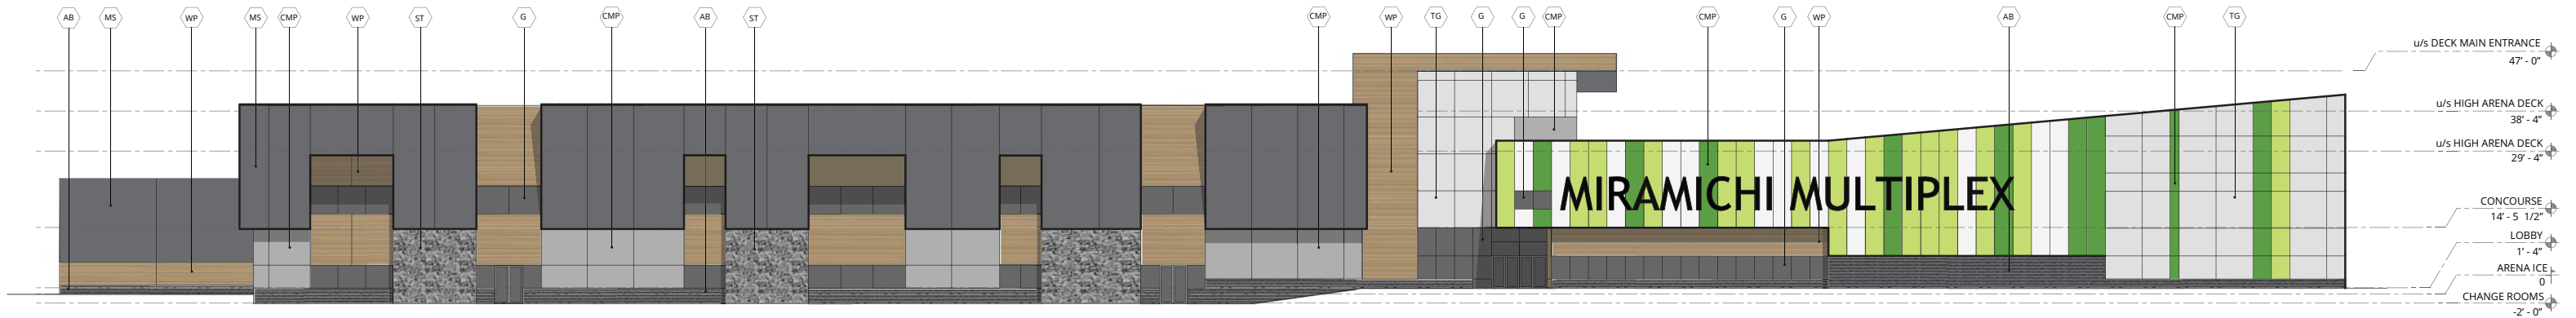 AB MS WP MS CMP WP ST G CMP AB ST CMP WP TG G G CMP CMP G WP AB CMP TG
u/s DECK MAIN ENTRANCE
47' - 0"
u/s HIGH ARENA DECK
38' - 4"
u/s HIGH ARENA DECK
29' - 4"
MIRAMICHI MULTIPLEX
CONCOURSE
14' - 5 1/2"
LOBBY
1' - 4"
ARENA ICE
0
CHANGE ROOMS
-2' - 0"